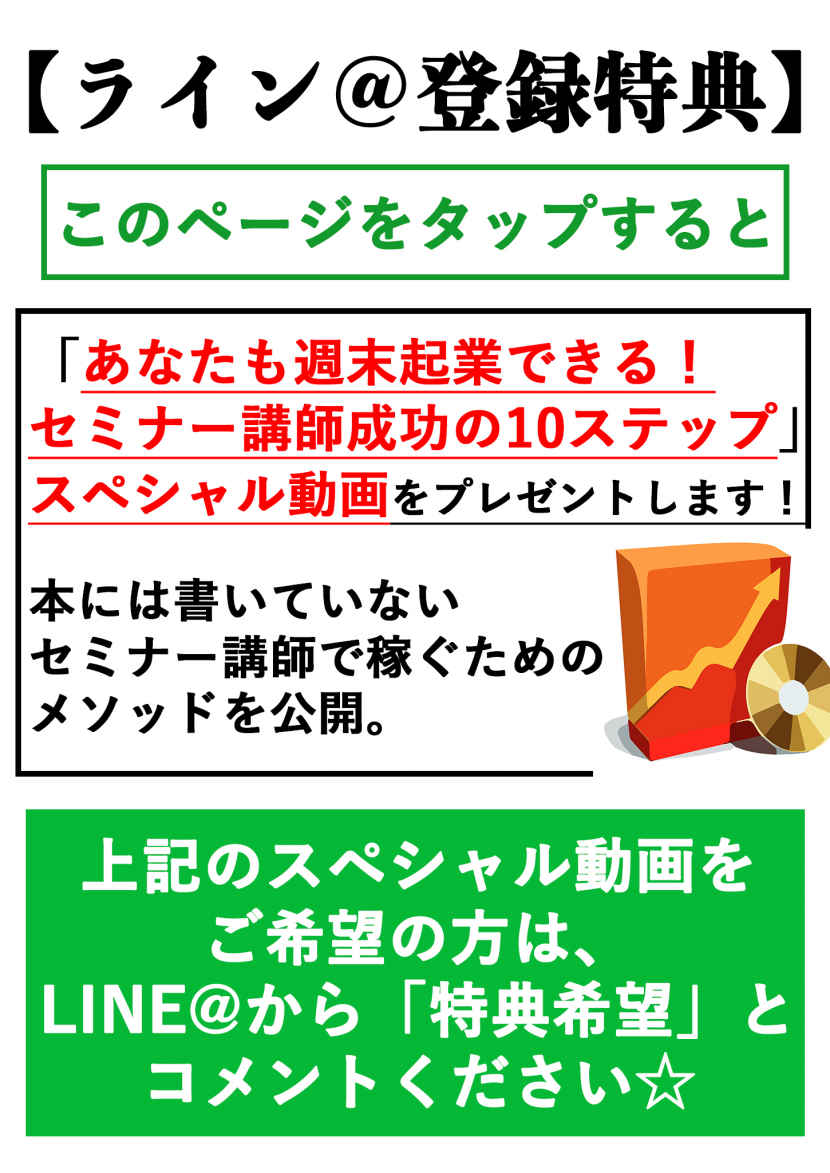 【ライン@登録特典】
このページをタップすると
「あなたも週末起業できる！
セミナー講師成功の10ステップ」
スペシャル動画をプレゼントします！
本には書いていない
セミナー講師で稼ぐための
メソッドを公開。
上記のスペシャル動画を
ご希望の方は、
LINE@から「特典希望」と
コメントください☆